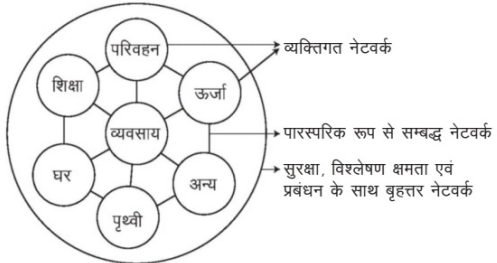 परिवहन
व्यक्तिगत नेटवर्क
शिक्षा
ऊर्जा
व्यवसाय
पारस्परिक रूप से सम्बद्ध नेटवर्क
घर
अन्य
सुरक्षा, विश्लेषण क्षमता एवं
प्रबंधन के साथ बृहत्तर नेटवर्क
पृथ्वी